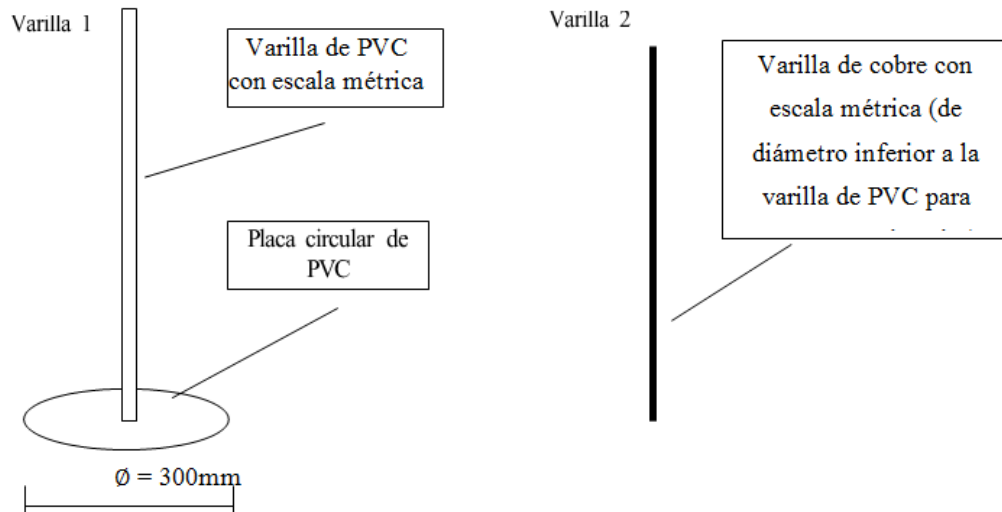 Varilla 1
Varilla de PVC
con escala métrica
Placa circular de
PVC
Ø = 300mm
Varilla 2
Varilla de cobre con
escala métrica (de
diámetro inferior a la
varilla de PVC para